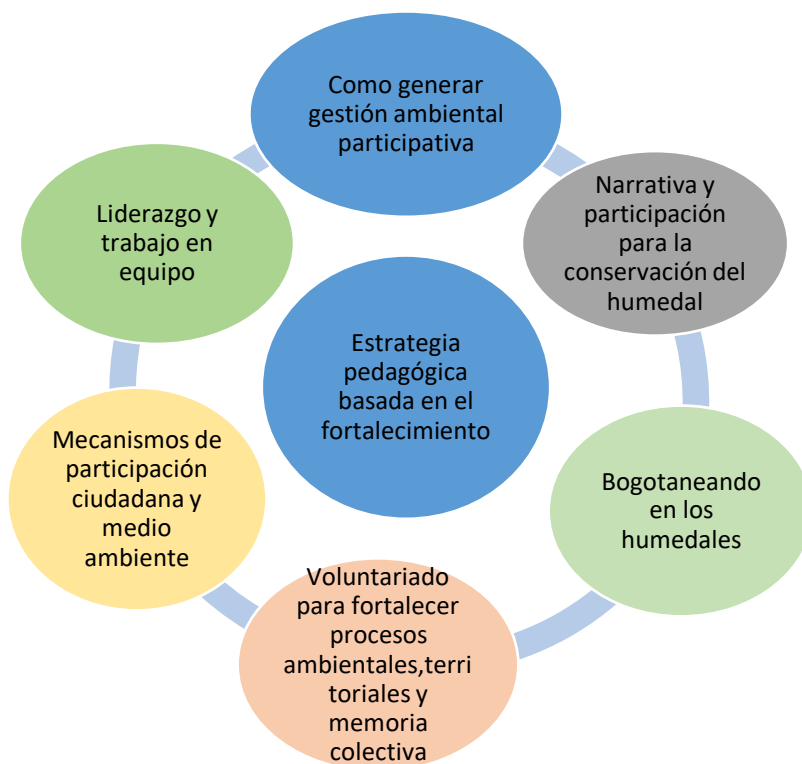 Como generar
gestión ambiental
participativa
Narrativa y
participación
para la
conservación del
humedal
Bogotaneando
en los
humedales
Voluntariado
para fortalecer
procesos
ambientales,terri
toriales y
memoria
colectiva
Mecanismos de
participación
ciudadana y
medio
ambiente
Liderazgo y
trabajo en
equipo
Estrategia
pedagógica
basada en el
fortalecimiento